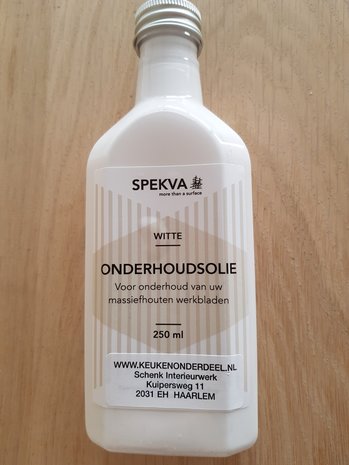 SPEKVA
more than a surface
WITTE
ONDERHOUDSOLIE
Voor onderhoud van uw
massiefhouten werkbladen
250 ml
WWW.KEUKENONDERDEEL.NL
Schenk Interieurwerk
Kuipersweg 11
2031 EH HAARLEM